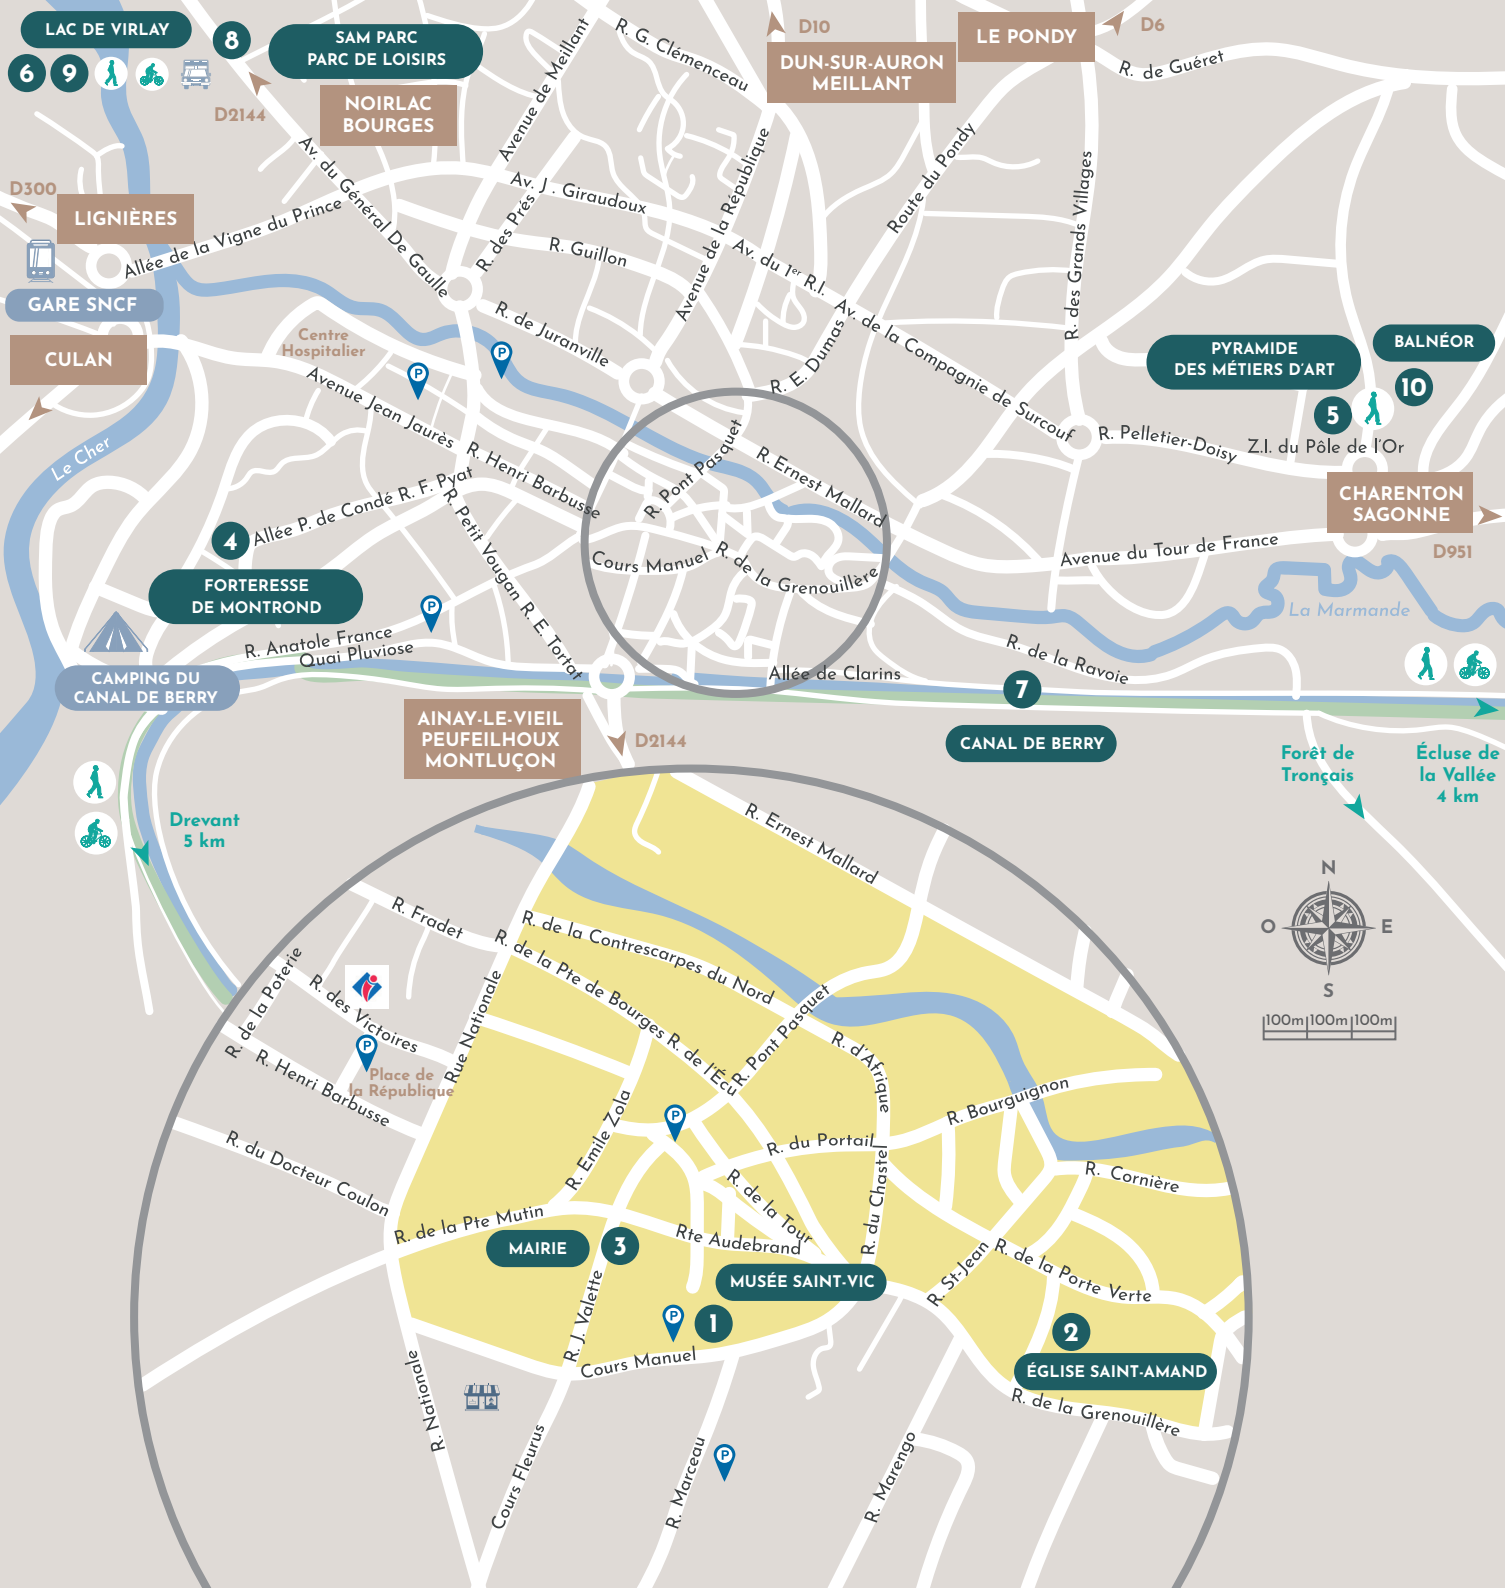 LAC DE VIRLAY
6
9
8
SAM PARC
PARC DE LOISIRS
D2144
NOIRLAC
BOURGES
Avenue de Meillant
R. G. Clémenceau
D10
DUN-SUR-AURON
MEILLANT
LE PONDY
D6
R. de Guéret
D300
LIGNIÈRES
Allée de la Vigne du Prince
Av. du Général De Gaulle
Av. J. Giraudoux
R. des Prés
R. Guillon
Avenue de la République
Route du Pondy
R. des Grands Villages
Av. du 1er R.I.
Av. de la Compagnie de Surcouf
R. E. Dumas
GARE SNCF
CULAN
Centre
Hospitalier
R. de Juranville
P
P
Avenue Jean Jaurès
R. Henri Barbusse
R. Pont Pasquet
R. Ernest Mallard
R. Pelletier-Doisy
PYRAMIDE
DES MÉTIERS D'ART
BALNÉOR
10
5
Z.I. du Pôle de l'Or
Le Cher
CHARENTON
SAGONNE
D951
4
Allée P. de Condé
R. F. Pyat
R. Petit Vougan
R. E. Tortat
Cours Manuel
R. de la Grenouillère
Avenue du Tour de France
La Marmande
FORTERESSE
DE MONTROND
P
R. Anatole France
Quai Pluviose
CAMPING DU
CANAL DE BERRY
R. de la Ravoie
Allée de Clarins
7
CANAL DE BERRY
AINAY-LE-VIEIL
PEUFEILHOUX
MONTLUÇON
D2144
Forêt de
Tronçais
Écluse de
la Vallée
4 km
Drevant
5 km
N
O
E
S
100m
100m
100m
R. Ernest Mallard
R. Fradet
R. de la Contrescarpes du Nord
R. de la Pte de Bourges
R. de l'Écu
R. Pont Pasquet
R. d'Afrique
R. de la Poterie
R. des Victoires
P
Place de
la République
R. Henri Barbusse
Rue Nationale
R. du Docteur Coulon
R. Emile Zola
P
R. du Portail
R. Bourguignon
R. Cornière
R. de la Tour
R. du Chastel
R. de la Pte Mutin
Rte Audebrand
MAIRIE
3
MUSÉE SAINT-VIC
R. St-Jean
R. de la Porte Verte
P
1
2
ÉGLISE SAINT-AMAND
R. J. Valette
Cours Manuel
R. de la Grenouillère
R. Nationale
Cours Fleurus
P
R. Marceau
R. Marengo